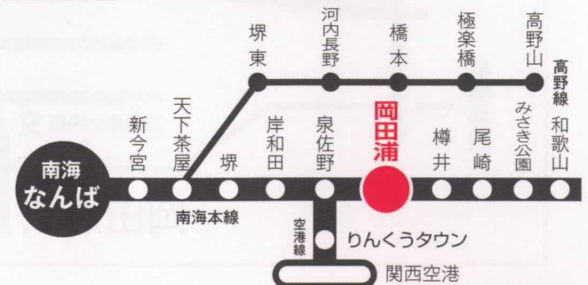 堺東
河内長野
橋本
極楽橋
高野山
高野線
南海
なんば
新今宮
天下茶屋
堺
岸和田
泉佐野
岡田浦
樽井
尾崎
みさき公園
和歌山
南海本線
空港線
りんくうタウン
関西空港